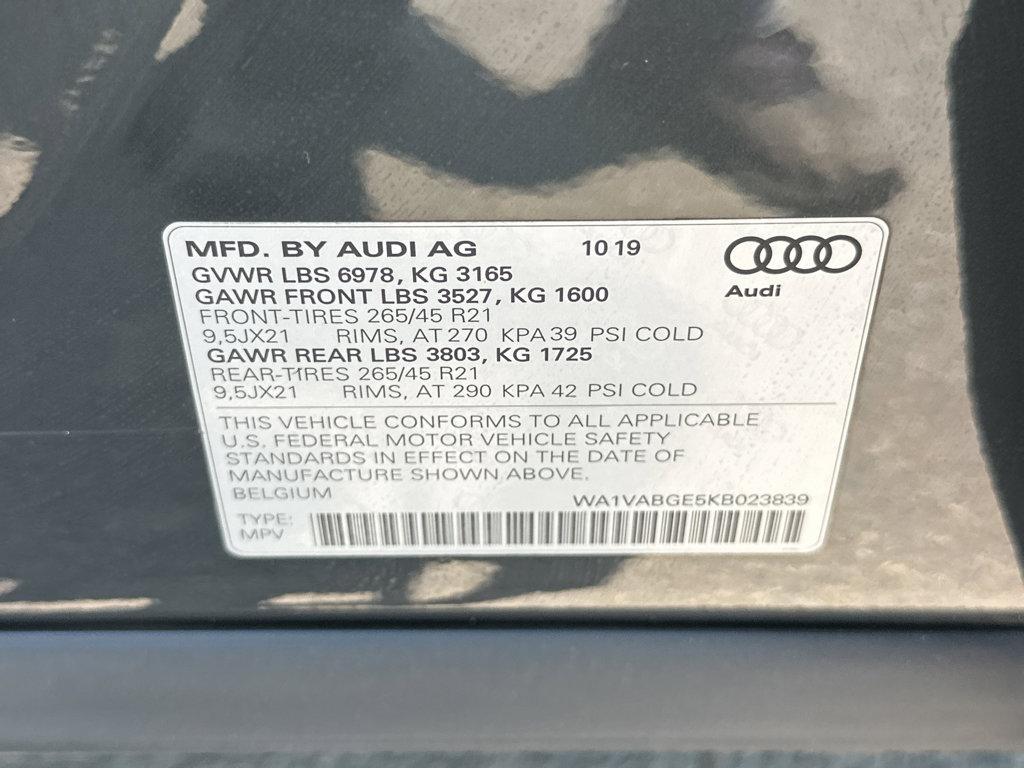 MFD. BY AUDI AG 10 19
GVWR LBS 6978, KG 3165
GAWR FRONT LBS 3527, KG 1600
Audi
FRONT-TIRES 265/45 R21
9,5JX21 RIMS, AT 270 KPA 39 PSI COLD
GAWR REAR LBS 3803, KG 1725
REAR-TIRES 265/45 R21
9,5JX21 RIMS, AT 290 KPA 42 PSI COLD
THIS VEHICLE CONFORMS TO ALL APPLICABLE
U.S. FEDERAL MOTOR VEHICLE SAFETY
STANDARDS IN EFFECT ON THE DATE OF
MANUFACTURE SHOWN ABOVE.
BELGIUM WA1VABGE5KB023839
TYPE:
MPV